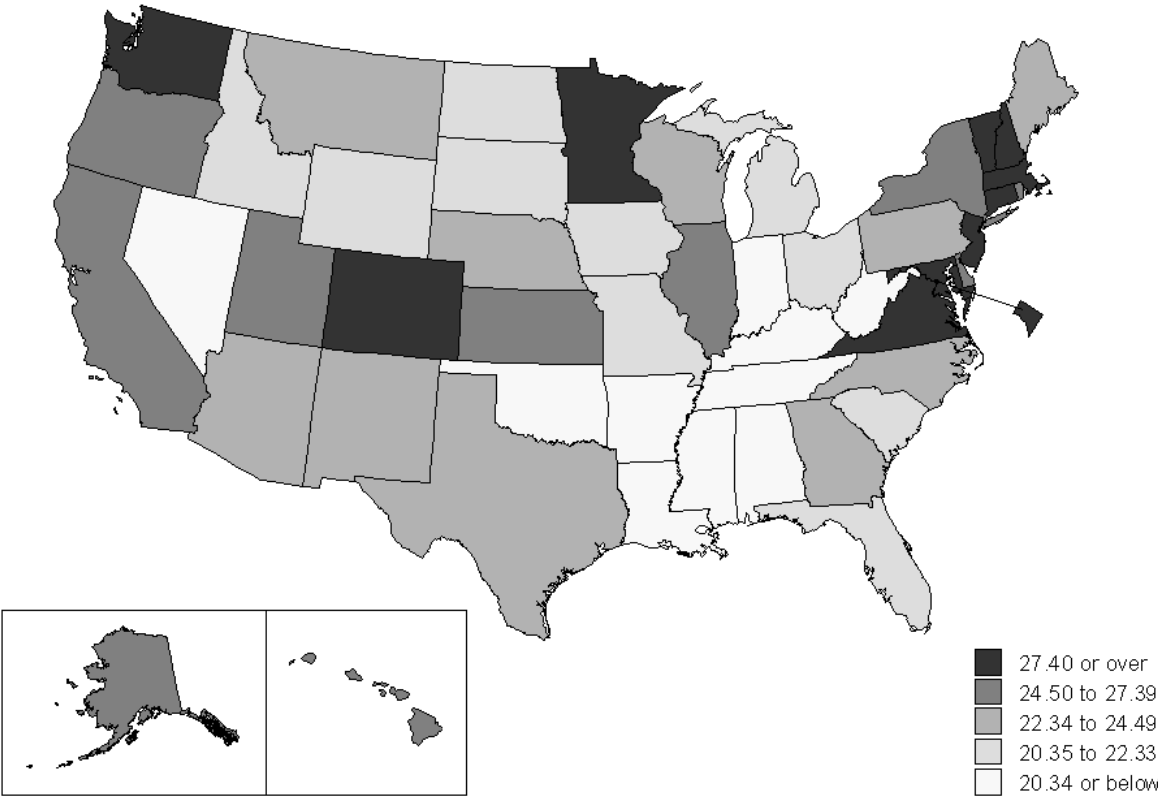 27.40 or over
24.50 to 27.39
22.34 to 24.49
20.35 to 22.33
20.34 or below